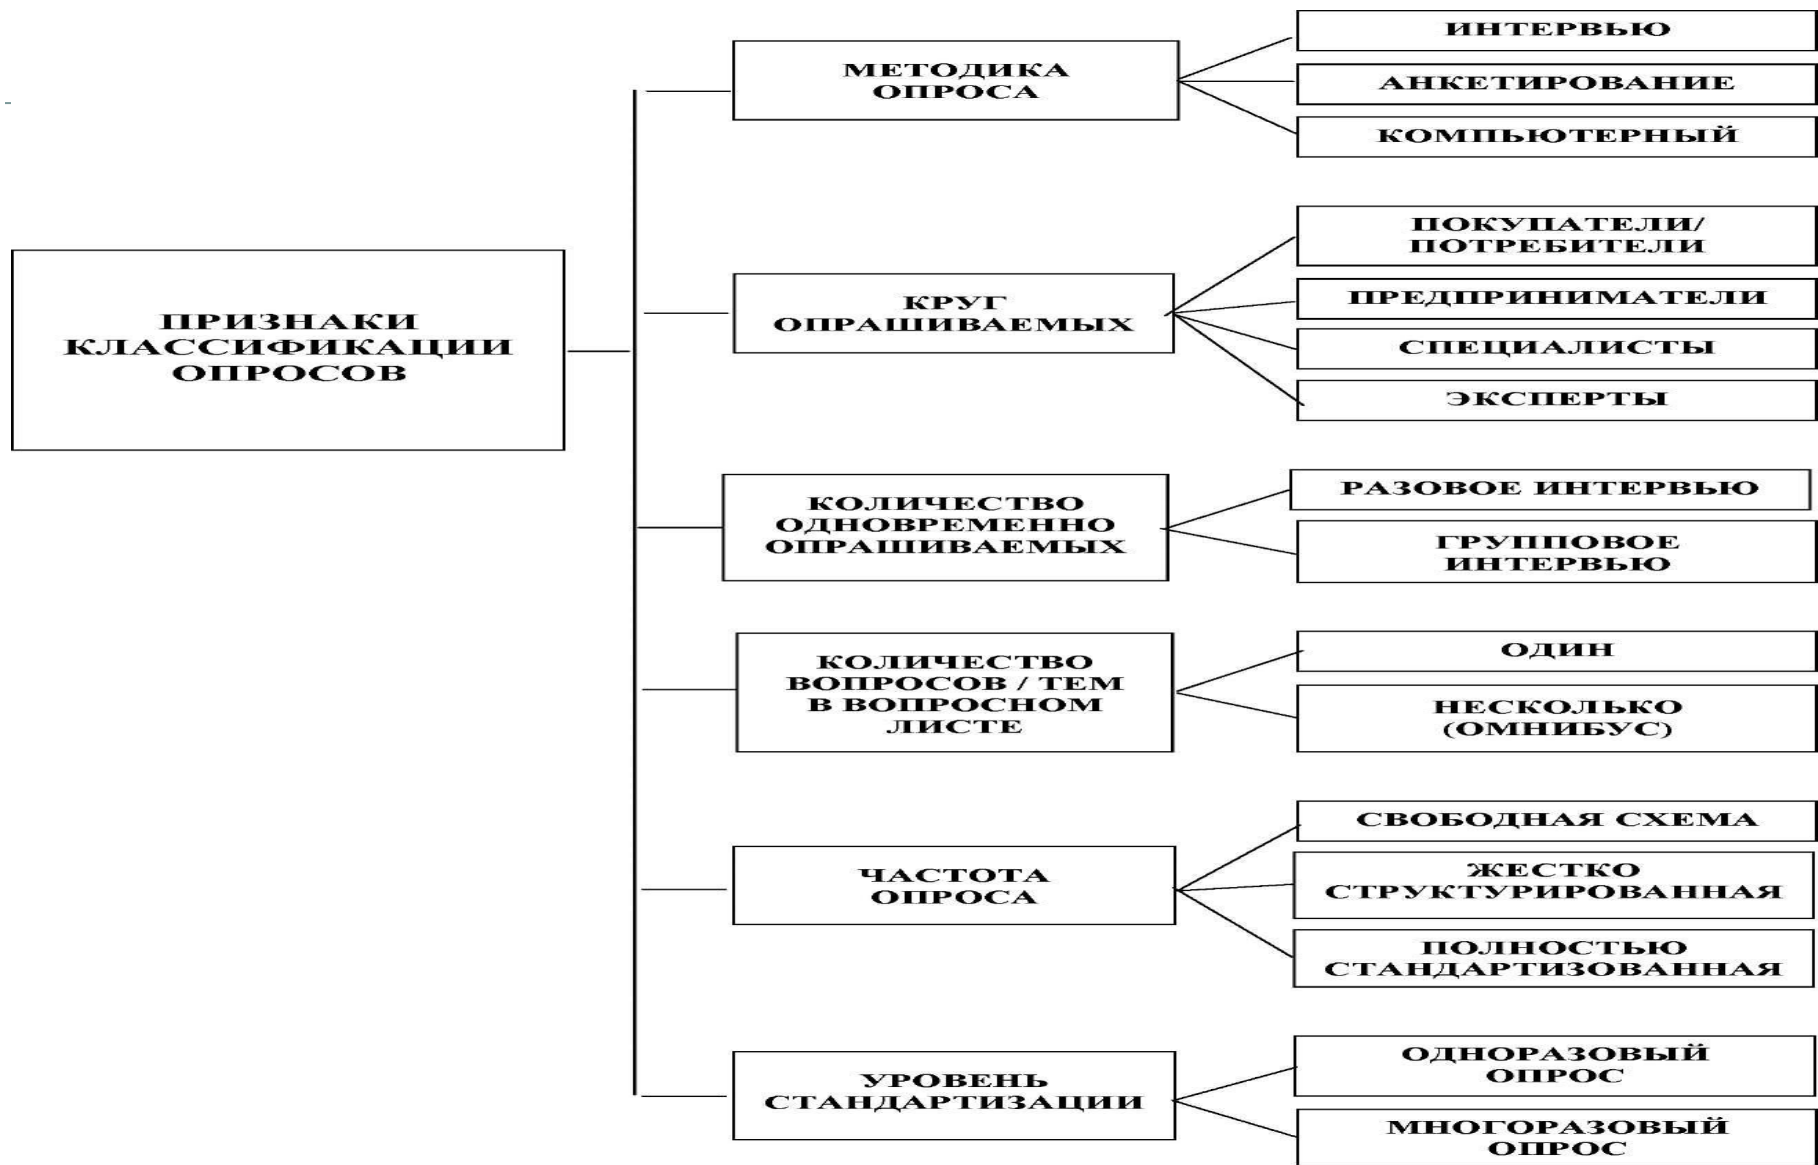 ПРИЗНАКИ
КЛАССИФИКАЦИИ
ОПРОСОВ
МЕТОДИКА
ОПРОСА
ИНТЕРВЬЮ
АНКЕТИРОВАНИЕ
КОМПЬЮТЕРНЫЙ
КРУГ
ОПРАШИВАЕМЫХ
ПОКУПАТЕЛИ/
ПОТРЕБИТЕЛИ
ПРЕДПРИНИМАТЕЛИ
СПЕЦИАЛИСТЫ
ЭКСПЕРТЫ
КОЛИЧЕСТВО
ОДНОВРЕМЕННО
ОПРАШИВАЕМЫХ
РАЗОВОЕ ИНТЕРВЬЮ
ГРУППОВОЕ
ИНТЕРВЬЮ
КОЛИЧЕСТВО
ВОПРОСОВ / ТЕМ
В ВОПРОСНОМ
ЛИСТЕ
ОДИН
НЕСКОЛЬКО
(ОМНИБУС)
ЧАСТОТА
ОПРОСА
СВОБОДНАЯ СХЕМА
ЖЕСТКО
СТРУКТУРИРОВАННАЯ
ПОЛНОСТЬЮ
СТАНДАРТИЗОВАННАЯ
УРОВЕНЬ
СТАНДАРТИЗАЦИИ
ОДНОРАЗОВЫЙ
ОПРОС
МНОГОРАЗОВЫЙ
ОПРОС